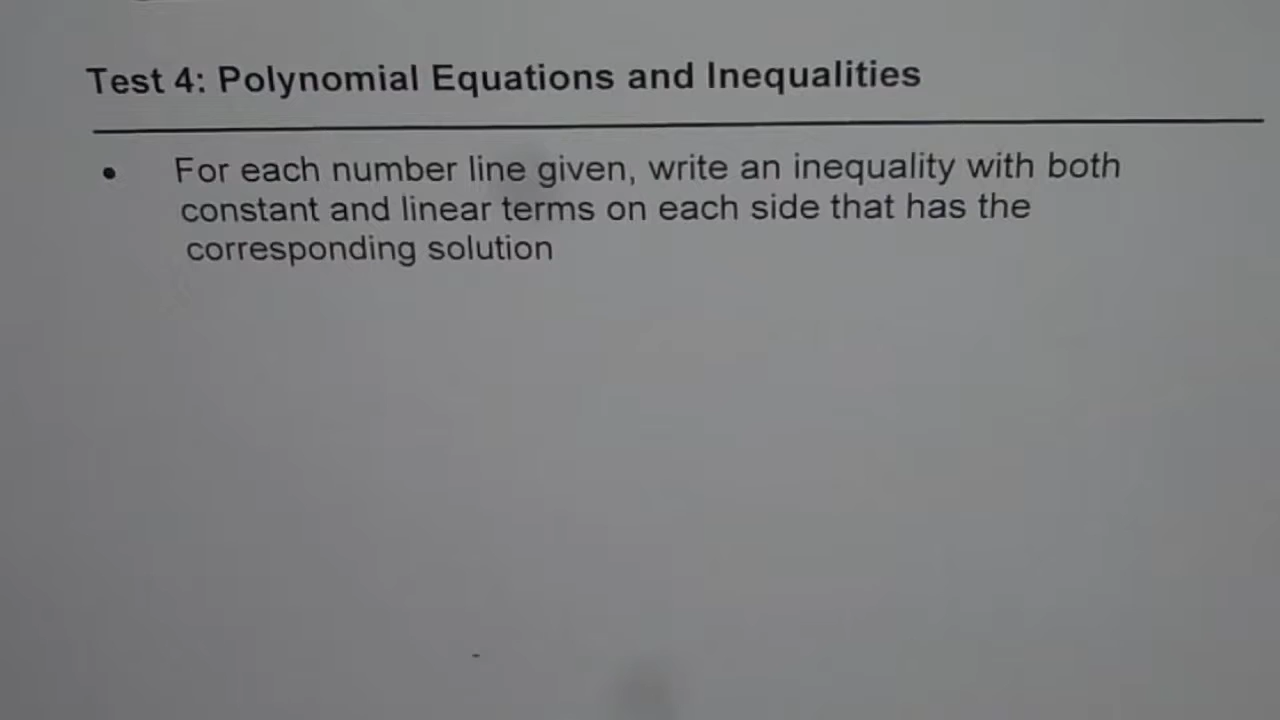 Test 4: Polynomial Equations and Inequalities
• For each number line given, write an inequality with both
constant and linear terms on each side that has the
corresponding solution